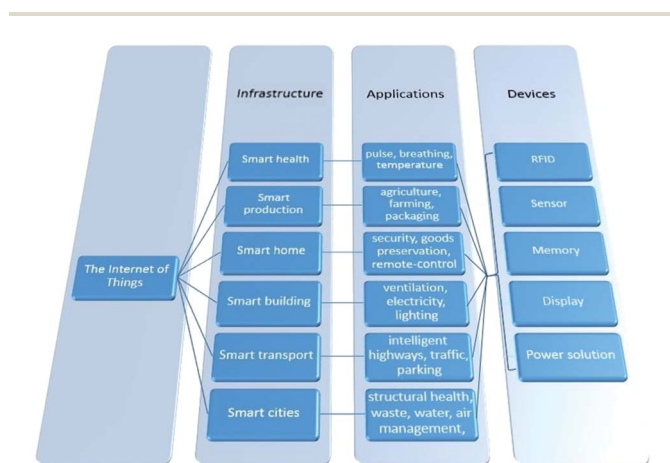 Infrastructure
Applications
Devices
The Internet of
Things
Smart health
Smart
production
Smart home
Smart building
Smart transport
Smart cities
pulse, breathing,
temperature
agriculture,
farming,
packaging
security, goods
preservation,
remote-control
ventilation,
electricity,
lighting
intelligent
highways, traffic,
parking
structural health,
waste, water, air
management,
RFID
Sensor
Memory
Display
Power solution